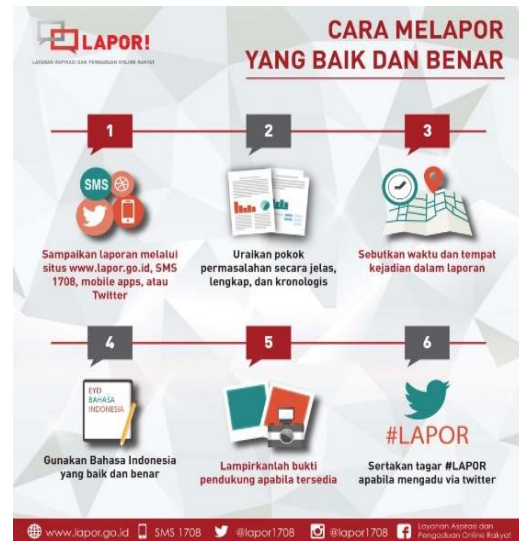 LAPOR!
LAYANAN ASPIRASI DAN PENGADUAN ONLINE RAKYAT
CARA MELAPOR
YANG BAIK DAN BENAR
1
SMS
Sampaikan laporan melalui
situs www.lapor.go.id, SMS
1708, mobile apps, atau
Twitter
2
Uraikan pokok
permasalahan secara jelas,
lengkap, dan kronologis
3
Sebutkan waktu dan tempat
kejadian dalam laporan
4
EYD
BAHASA
INDONESIA
Gunakan Bahasa Indonesia
yang baik dan benar
5
Lampirkanlah bukti
pendukung apabila tersedia
6
#LAPOR
Sertakan tagar #LAPOR
apabila mengadu via twitter
www.lapor.go.id SMS 1708 @lapor1708 @lapor1708 Layanan Aspirasi dan
Pengaduan Online Rakyat